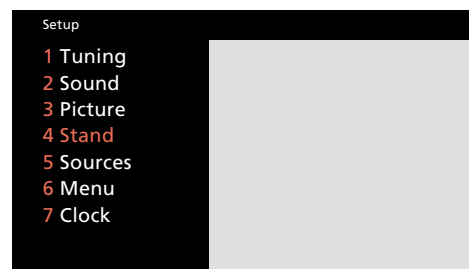 Setup
1 Tuning
2 Sound
3 Picture
4 Stand
5 Sources
6 Menu
7 Clock